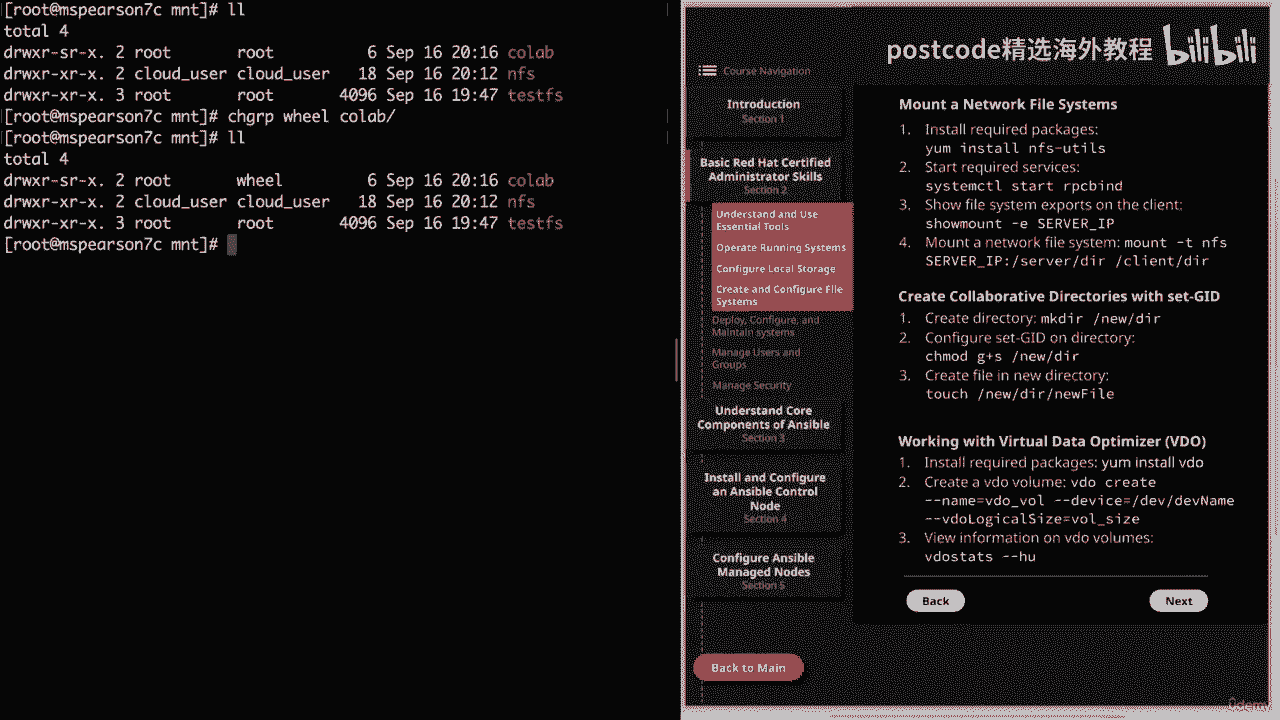 [root@mspearson7c mnt]# ll
total 4
drwxr-sr-x. 2 root       root          6 Sep 16 20:16 colab
drwxr-xr-x. 2 cloud_user cloud_user   18 Sep 16 20:12 nfs
drwxr-xr-x. 3 root       root       4096 Sep 16 19:47 testfs
[root@mspearson7c mnt]# chgrp wheel colab/
[root@mspearson7c mnt]# ll
total 4
drwxr-sr-x. 2 root       wheel         6 Sep 16 20:16 colab
drwxr-xr-x. 2 cloud_user cloud_user   18 Sep 16 20:12 nfs
drwxr-xr-x. 3 root       root       4096 Sep 16 19:47 testfs
[root@mspearson7c mnt]#
postcode精选海外教程 bilibili
Course Navigation
Introduction
Section 1
Basic Red Hat Certified
Administrator Skills
Section 2
Understand and Use
Essential Tools
Operate Running Systems
Configure Local Storage
Create and Configure File
Systems
Deploy, Configure, and
Maintain systems
Manage Users and
Groups
Manage Security
Understand Core
Components of Ansible
Section 3
Install and Configure
an Ansible Control
Node
Section 4
Configure Ansible
Managed Nodes
Section 5
Back to Main
Mount a Network File Systems
1. Install required packages:
yum install nfs-utils
2. Start required services:
systemctl start rpcbind
3. Show file system exports on the client:
showmount -e SERVER_IP
4. Mount a network file system: mount -t nfs
SERVER_IP:/server/dir /client/dir
Create Collaborative Directories with set-GID
1. Create directory: mkdir /new/dir
2. Configure set-GID on directory:
chmod g+s /new/dir
3. Create file in new directory:
touch /new/dir/newFile
Working with Virtual Data Optimizer (VDO)
1. Install required packages: yum install vdo
2. Create a vdo volume: vdo create
--name=vdo_vol --device=/dev/devName
--vdoLogicalSize=vol_size
3. View information on vdo volumes:
vdostats --hu
Back
Next
ûdemy